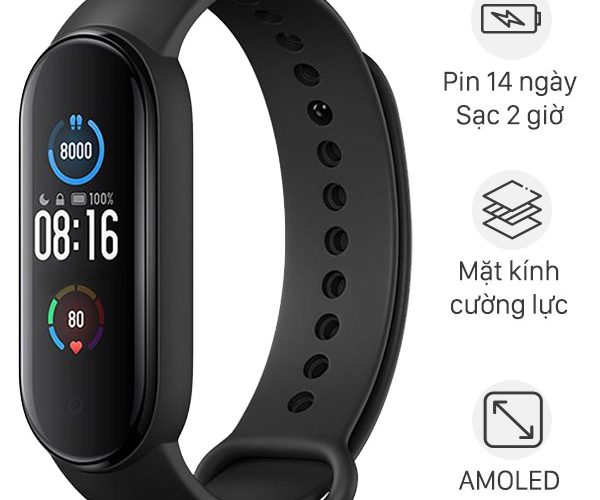 8000
100%
08:16
80
Pin 14 ngày
Sạc 2 giờ
Mặt kính
cường lực
AMOLED